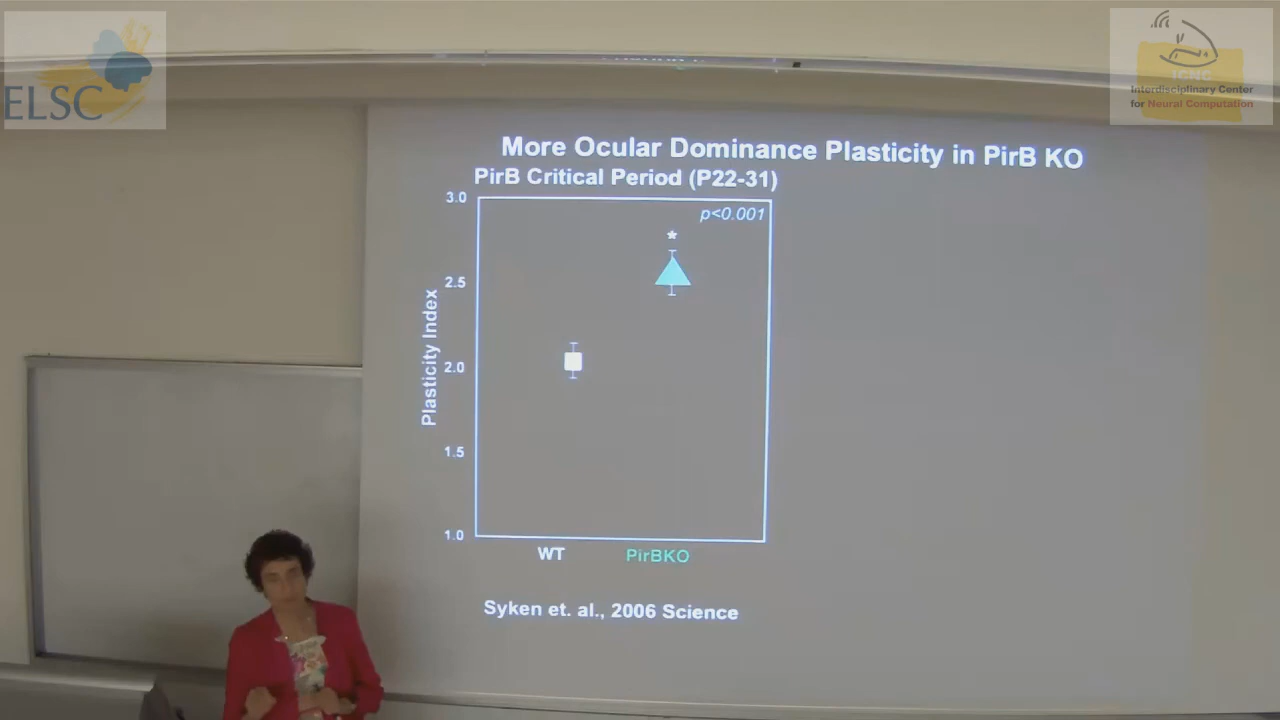 ELSC
ICNC
Interdisciplinary Center
for Neural Computation
More Ocular Dominance Plasticity in PirB KO
PirB Critical Period (P22-31)
3.0
p<0.001
*
2.5
Plasticity Index
2.0
1.5
1.0
WT
PirBKO
Syken et. al., 2006 Science